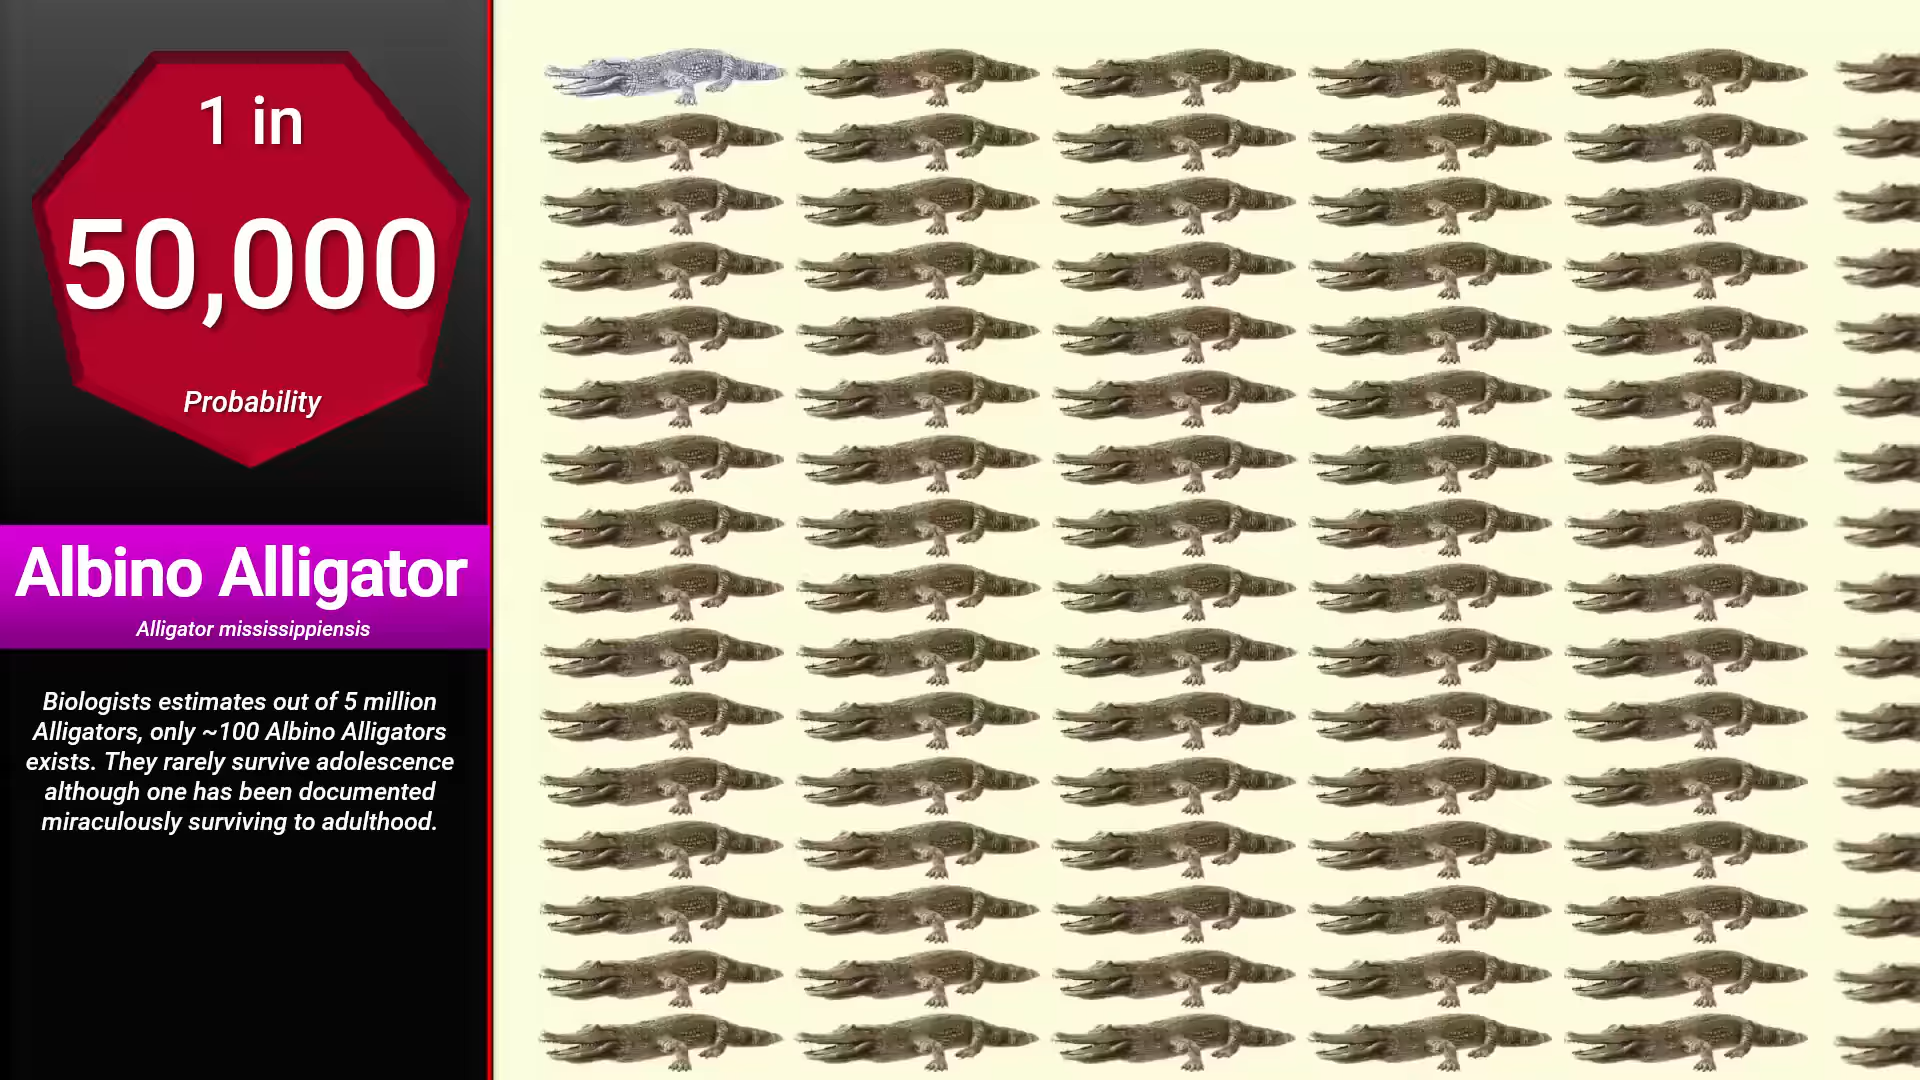 1 in
50,000
Probability
Albino Alligator
Alligator mississippiensis
Biologists estimates out of 5 million
Alligators, only ~100 Albino Alligators
exists. They rarely survive adolescence
although one has been documented
miraculously surviving to adulthood.